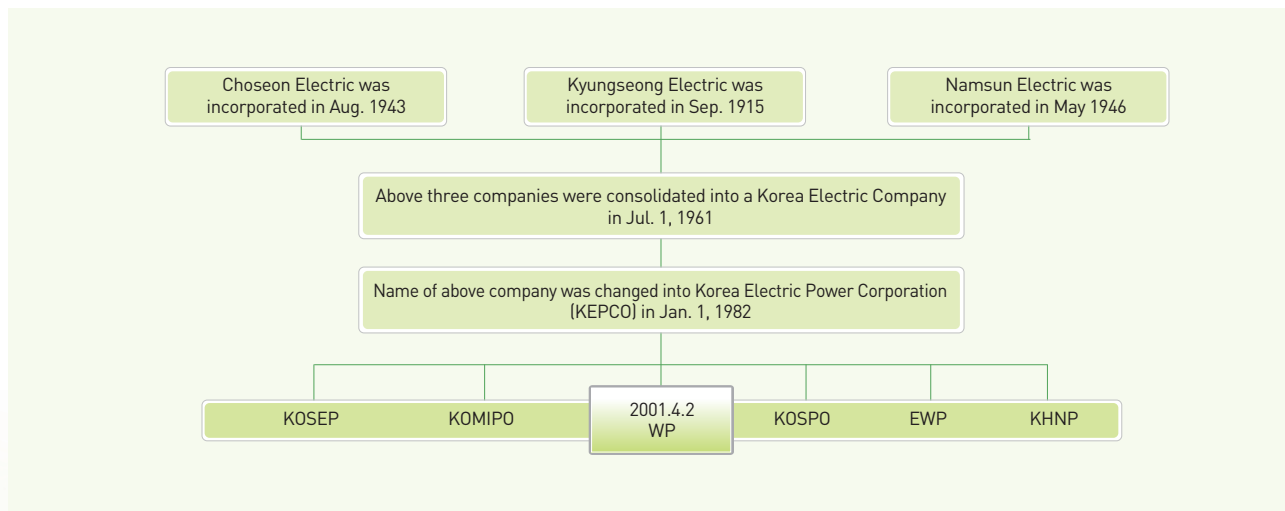 Choseon Electric was
incorporated in Aug. 1943
Kyungseong Electric was
incorporated in Sep. 1915
Namsun Electric was
incorporated in May 1946
Above three companies were consolidated into a Korea Electric Company
in Jul. 1, 1961
Name of above company was changed into Korea Electric Power Corporation
(KEPCO) in Jan. 1, 1982
KOSEP
KOMIPO
2001.4.2
WP
KOSPO
EWP
KHNP